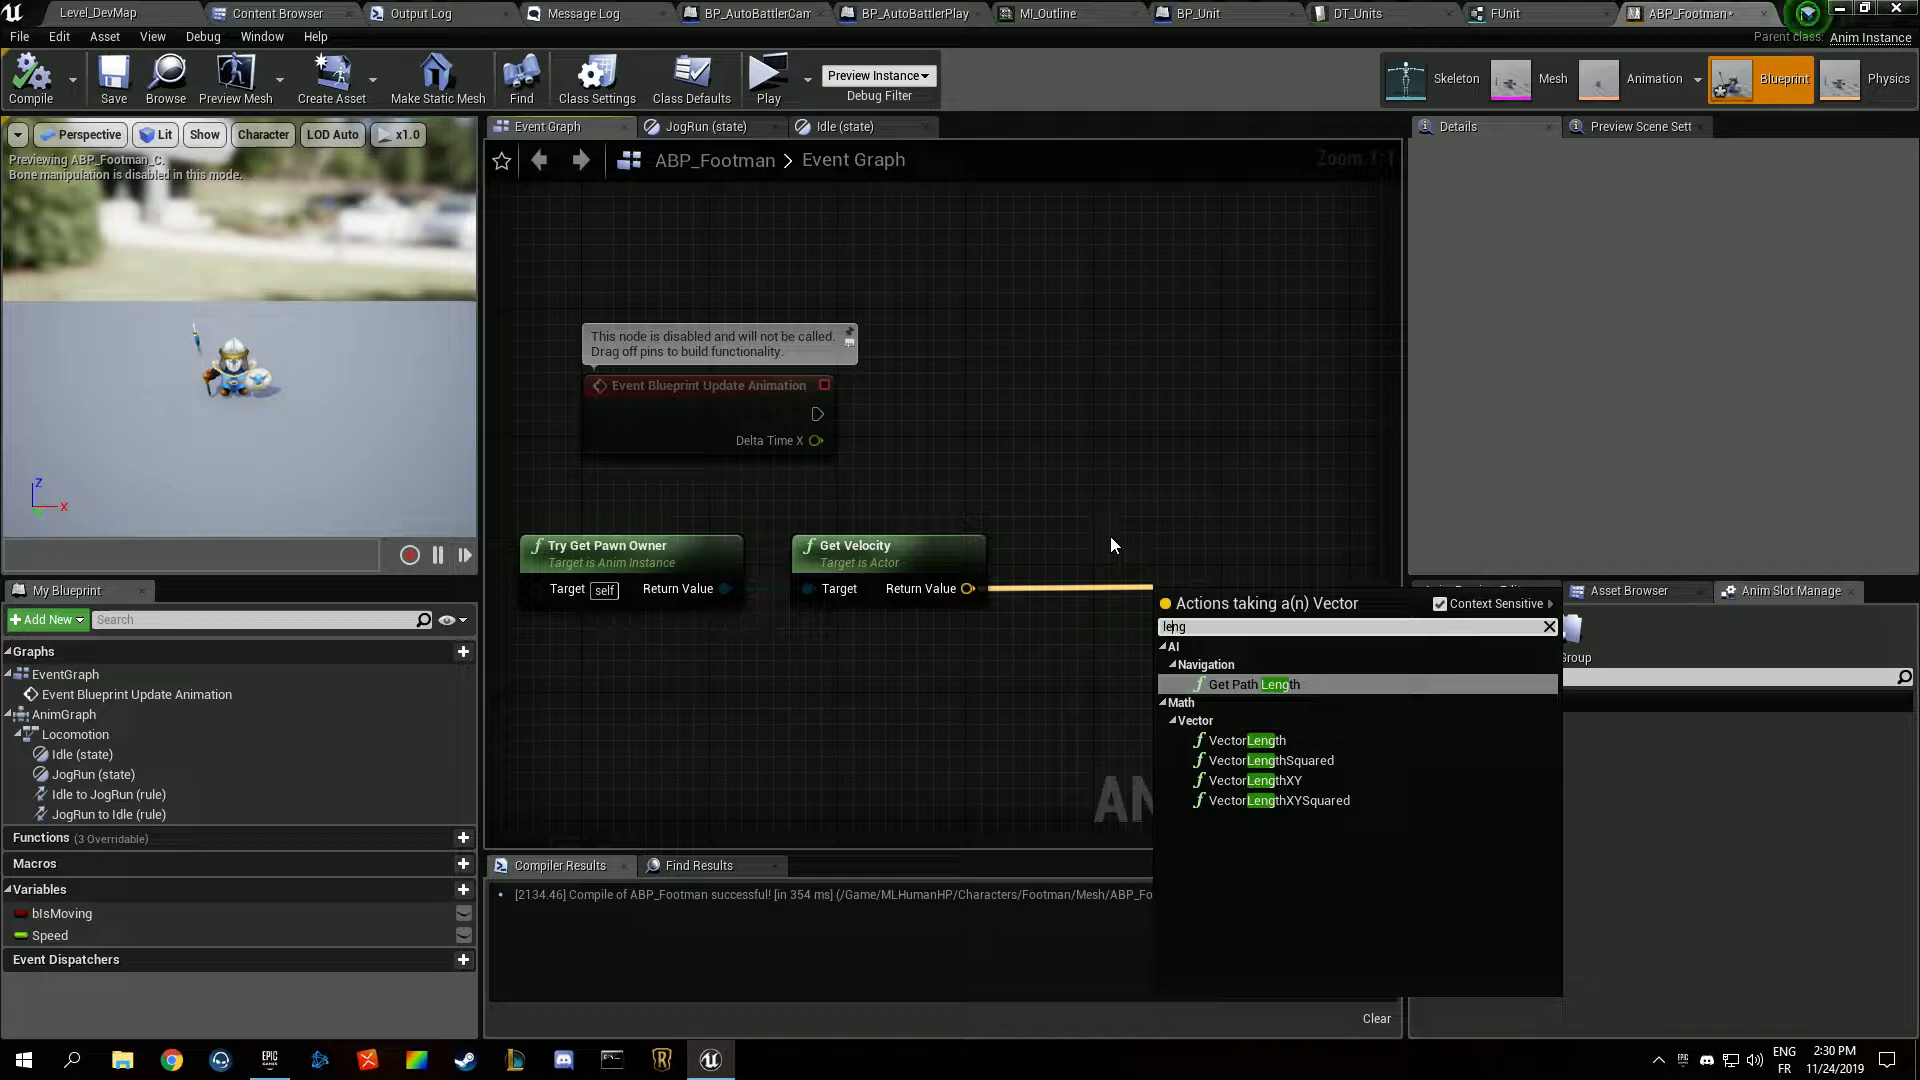 Level_DevMap
Content Browser
Output Log
Message Log
BP_AutoBattlerCam
BP_AutoBattlerPlay
MI_Outline
BP_Unit
DT_Units
FUnit
ABP_Footman*
File
Edit
Asset
View
Debug
Window
Help
Parent class: Anim Instance
Compile
Save
Browse
Preview Mesh
Create Asset
Make Static Mesh
Find
Class Settings
Class Defaults
Play
Preview Instance
Debug Filter
Skeleton
Mesh
Animation
Blueprint
Physics
Perspective
Lit
Show
Character
LOD Auto
x1.0
Previewing ABP_Footman_C.
Bone manipulation is disabled in this mode.
Z
X
Event Graph
JogRun (state)
Idle (state)
ABP_Footman > Event Graph
Zoom 1:1
This node is disabled and will not be called.
Drag off pins to build functionality.
Event Blueprint Update Animation
Delta Time X
Try Get Pawn Owner
Target is Anim Instance
Target self
Return Value
Get Velocity
Target is Actor
Target
Return Value
AN
Actions taking a(n) Vector
Context Sensitive
leng
AI
Navigation
Get Path Length
Math
Vector
VectorLength
VectorLengthSquared
VectorLengthXY
VectorLengthXYSquared
Details
Preview Scene Sett
Asset Browser
Anim Slot Manage
Group
My Blueprint
Add New
Search
Graphs
EventGraph
Event Blueprint Update Animation
AnimGraph
Locomotion
Idle (state)
JogRun (state)
Idle to JogRun (rule)
JogRun to Idle (rule)
Functions (3 Overridable)
Macros
Variables
bIsMoving
Speed
Event Dispatchers
Compiler Results
Find Results
[2134.46] Compile of ABP_Footman successful! [in 354 ms] (/Game/MLHumanHP/Characters/Footman/Mesh/ABP_Fo
Clear
EPIC
GAMES
ENG
FR
2:30 PM
11/24/2019